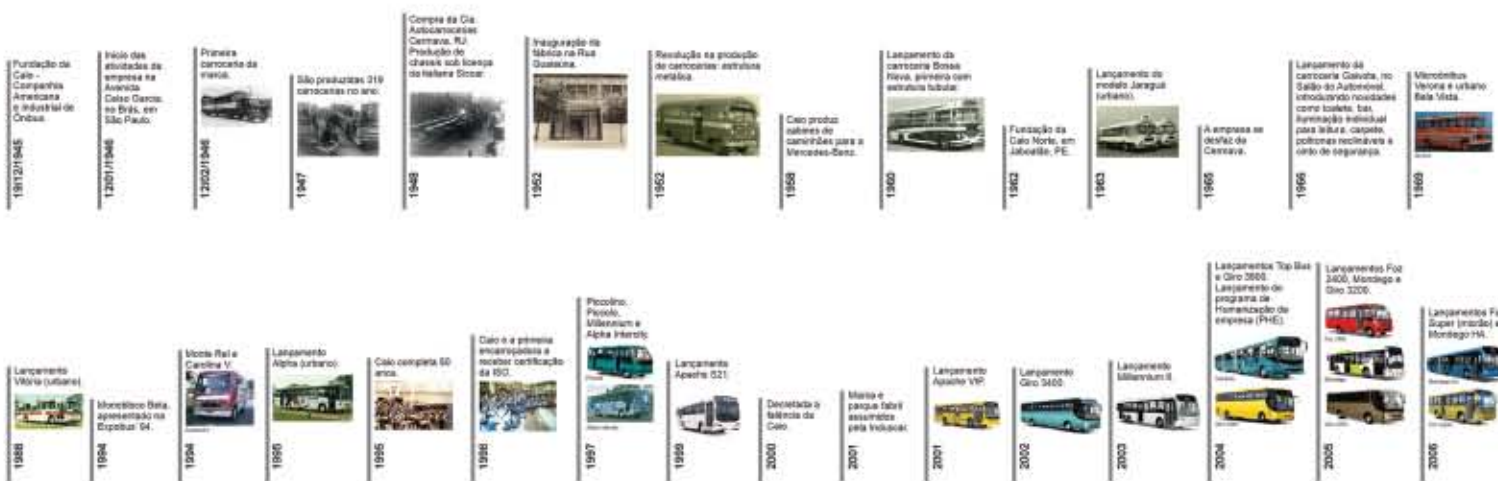 Fundação da
Caio -
Companhia
Americana
e Industrial de
Ônibus.
19/12/1945
Início das
atividades da
empresa na
Avenida
Celso Garcia,
no Brás, em
São Paulo.
12/01/1946
Primeira
carroceria da
marca.
12/02/1946
São produzidas 319
carrocerias no ano.
1947
Compra da Cia.
Autocarrocerias
Cermava, RJ.
Produção de
chassis sob licença
da italiana Siccar.
1948
Inauguração da
fábrica na Rua
Guaiaúna.
1952
Revolução na produção
de carrocerias: estrutura
metálica.
1952
Caio produz
cabines de
caminhões para a
Mercedes-Benz.
1958
Lançamento da
carroceria Bossa
Nova, primeira com
estrutura tubular.
1960
Fundação da
Caio Norte, em
Jaboatão, PE.
1962
Lançamento do
modelo Jaraguá
(urbano).
1963
A empresa se
desfaz da
Cermava.
1965
Lançamento da
carroceria Gaivota, no
Salão do Automóvel,
introduzindo novidades
como toalete, bar,
iluminação individual
para leitura, carpete,
poltronas reclináveis e
cinto de segurança.
1966
Microônibus
Verona e urbano
Bela Vista.
1969
Lançamento
Vitória (urbano)
1988
Monobloco Beta,
apresentado na
Expobus' 94.
1994
Monte Rei e
Carolina V.
1994
Lançamento
Alpha (urbano).
1995
Caio completa 50
anos.
1995
Caio é a primeira
encarroçadora a
receber certificação
da ISO.
1996
Piccolino,
Piccolo,
Millennium e
Alpha Intercity.
1997
Lançamento
Apache S21.
1999
Decretada a
falência da
Caio.
2000
Marca e
parque fabril
assumidos
pela Induscar.
2001
Lançamento
Apache VIP.
2001
Lançamento
Giro 3400.
2002
Lançamento
Millennium II.
2003
Lançamentos Top Bus
e Giro 3600.
Lançamento do
programa de
Humanização da
empresa (PHE).
2004
Lançamentos Foz
2400, Mondego e
Giro 3200.
2005
Lançamentos
Super (micrão) e
Mondego HA.
2006